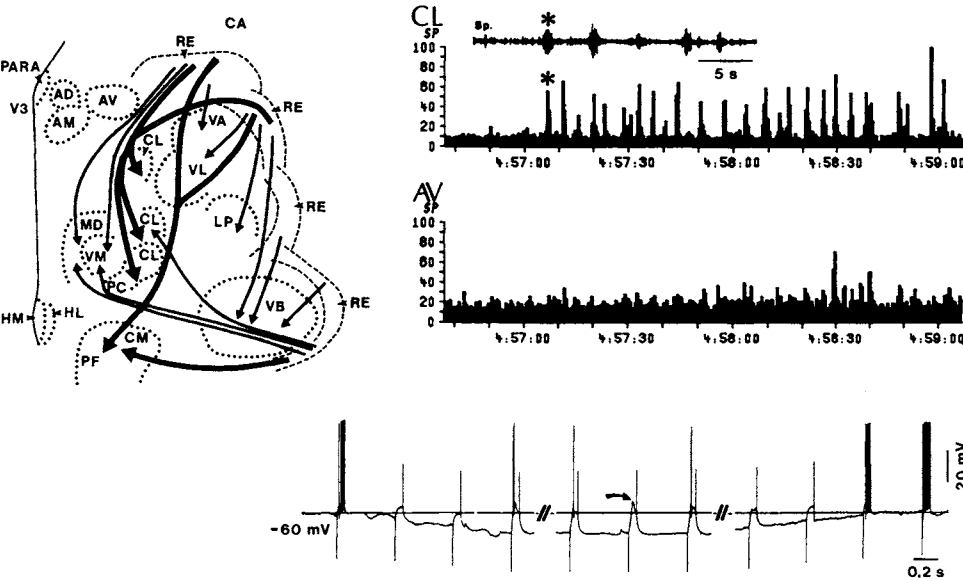 CA
RE
PARA
V3
AD
AV
AM
RE
VA
CL
VL
RE
MD
CL
LP
VM
CL
PC
VB
RE
HM
HL
CM
PF
CL
SP
100
80
60
40
20
0
Sp.
*
5 s
*
4:57:00 4:57:30 4:58:00 4:58:30 4:59:00
AV
SP
100
80
60
40
20
0
4:57:00 4:57:30 4:58:00 4:58:30 4:59:00
-60 mV
//
//
20 mV
0.2 s